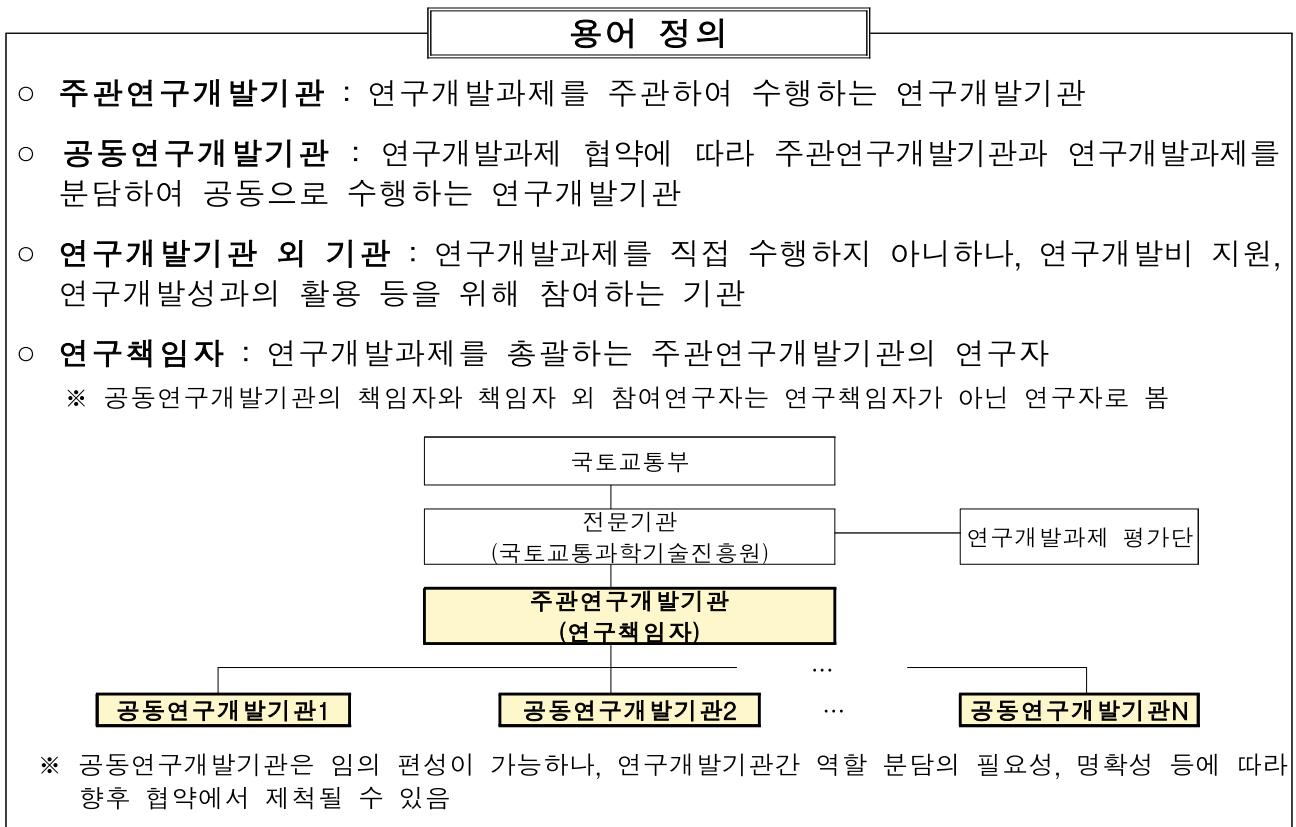 용어 정의
○ 주관연구개발기관 : 연구개발과제를 주관하여 수행하는 연구개발기관
○ 공동연구개발기관 : 연구개발과제 협약에 따라 주관연구개발기관과 연구개발과제를
분담하여 공동으로 수행하는 연구개발기관
○ 연구개발기관 외 기관 : 연구개발과제를 직접 수행하지 아니하나, 연구개발비 지원,
연구개발성과의 활용 등을 위해 참여하는 기관
○ 연구책임자 : 연구개발과제를 총괄하는 주관연구개발기관의 연구자
※ 공동연구개발기관의 책임자와 책임자 외 참여연구자는 연구책임자가 아닌 연구자로 봄
국토교통부
전문기관
(국토교통과학기술진흥원)
연구개발과제 평가단
주관연구개발기관
(연구책임자)
…
공동연구개발기관1
공동연구개발기관2
…
공동연구개발기관N
※ 공동연구개발기관은 임의 편성이 가능하나, 연구개발기관간 역할 분담의 필요성, 명확성 등에 따라
향후 협약에서 제척될 수 있음